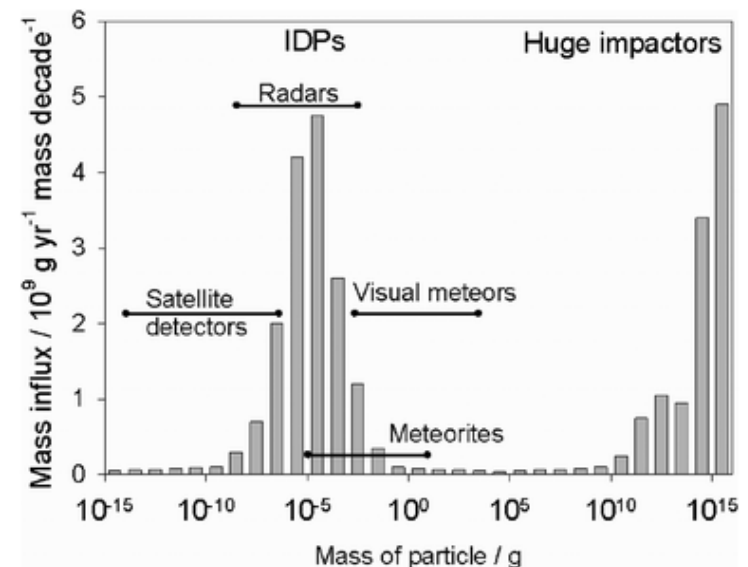 6
5
4
3
2
1
0
Mass influx / 10⁹ g yr⁻¹ mass decade⁻¹
IDPs
Huge impactors
Radars
Satellite
detectors
Visual meteors
Meteorites
10⁻¹⁵
10⁻¹⁰
10⁻⁵
10⁰
10⁵
10¹⁰
10¹⁵
Mass of particle / g